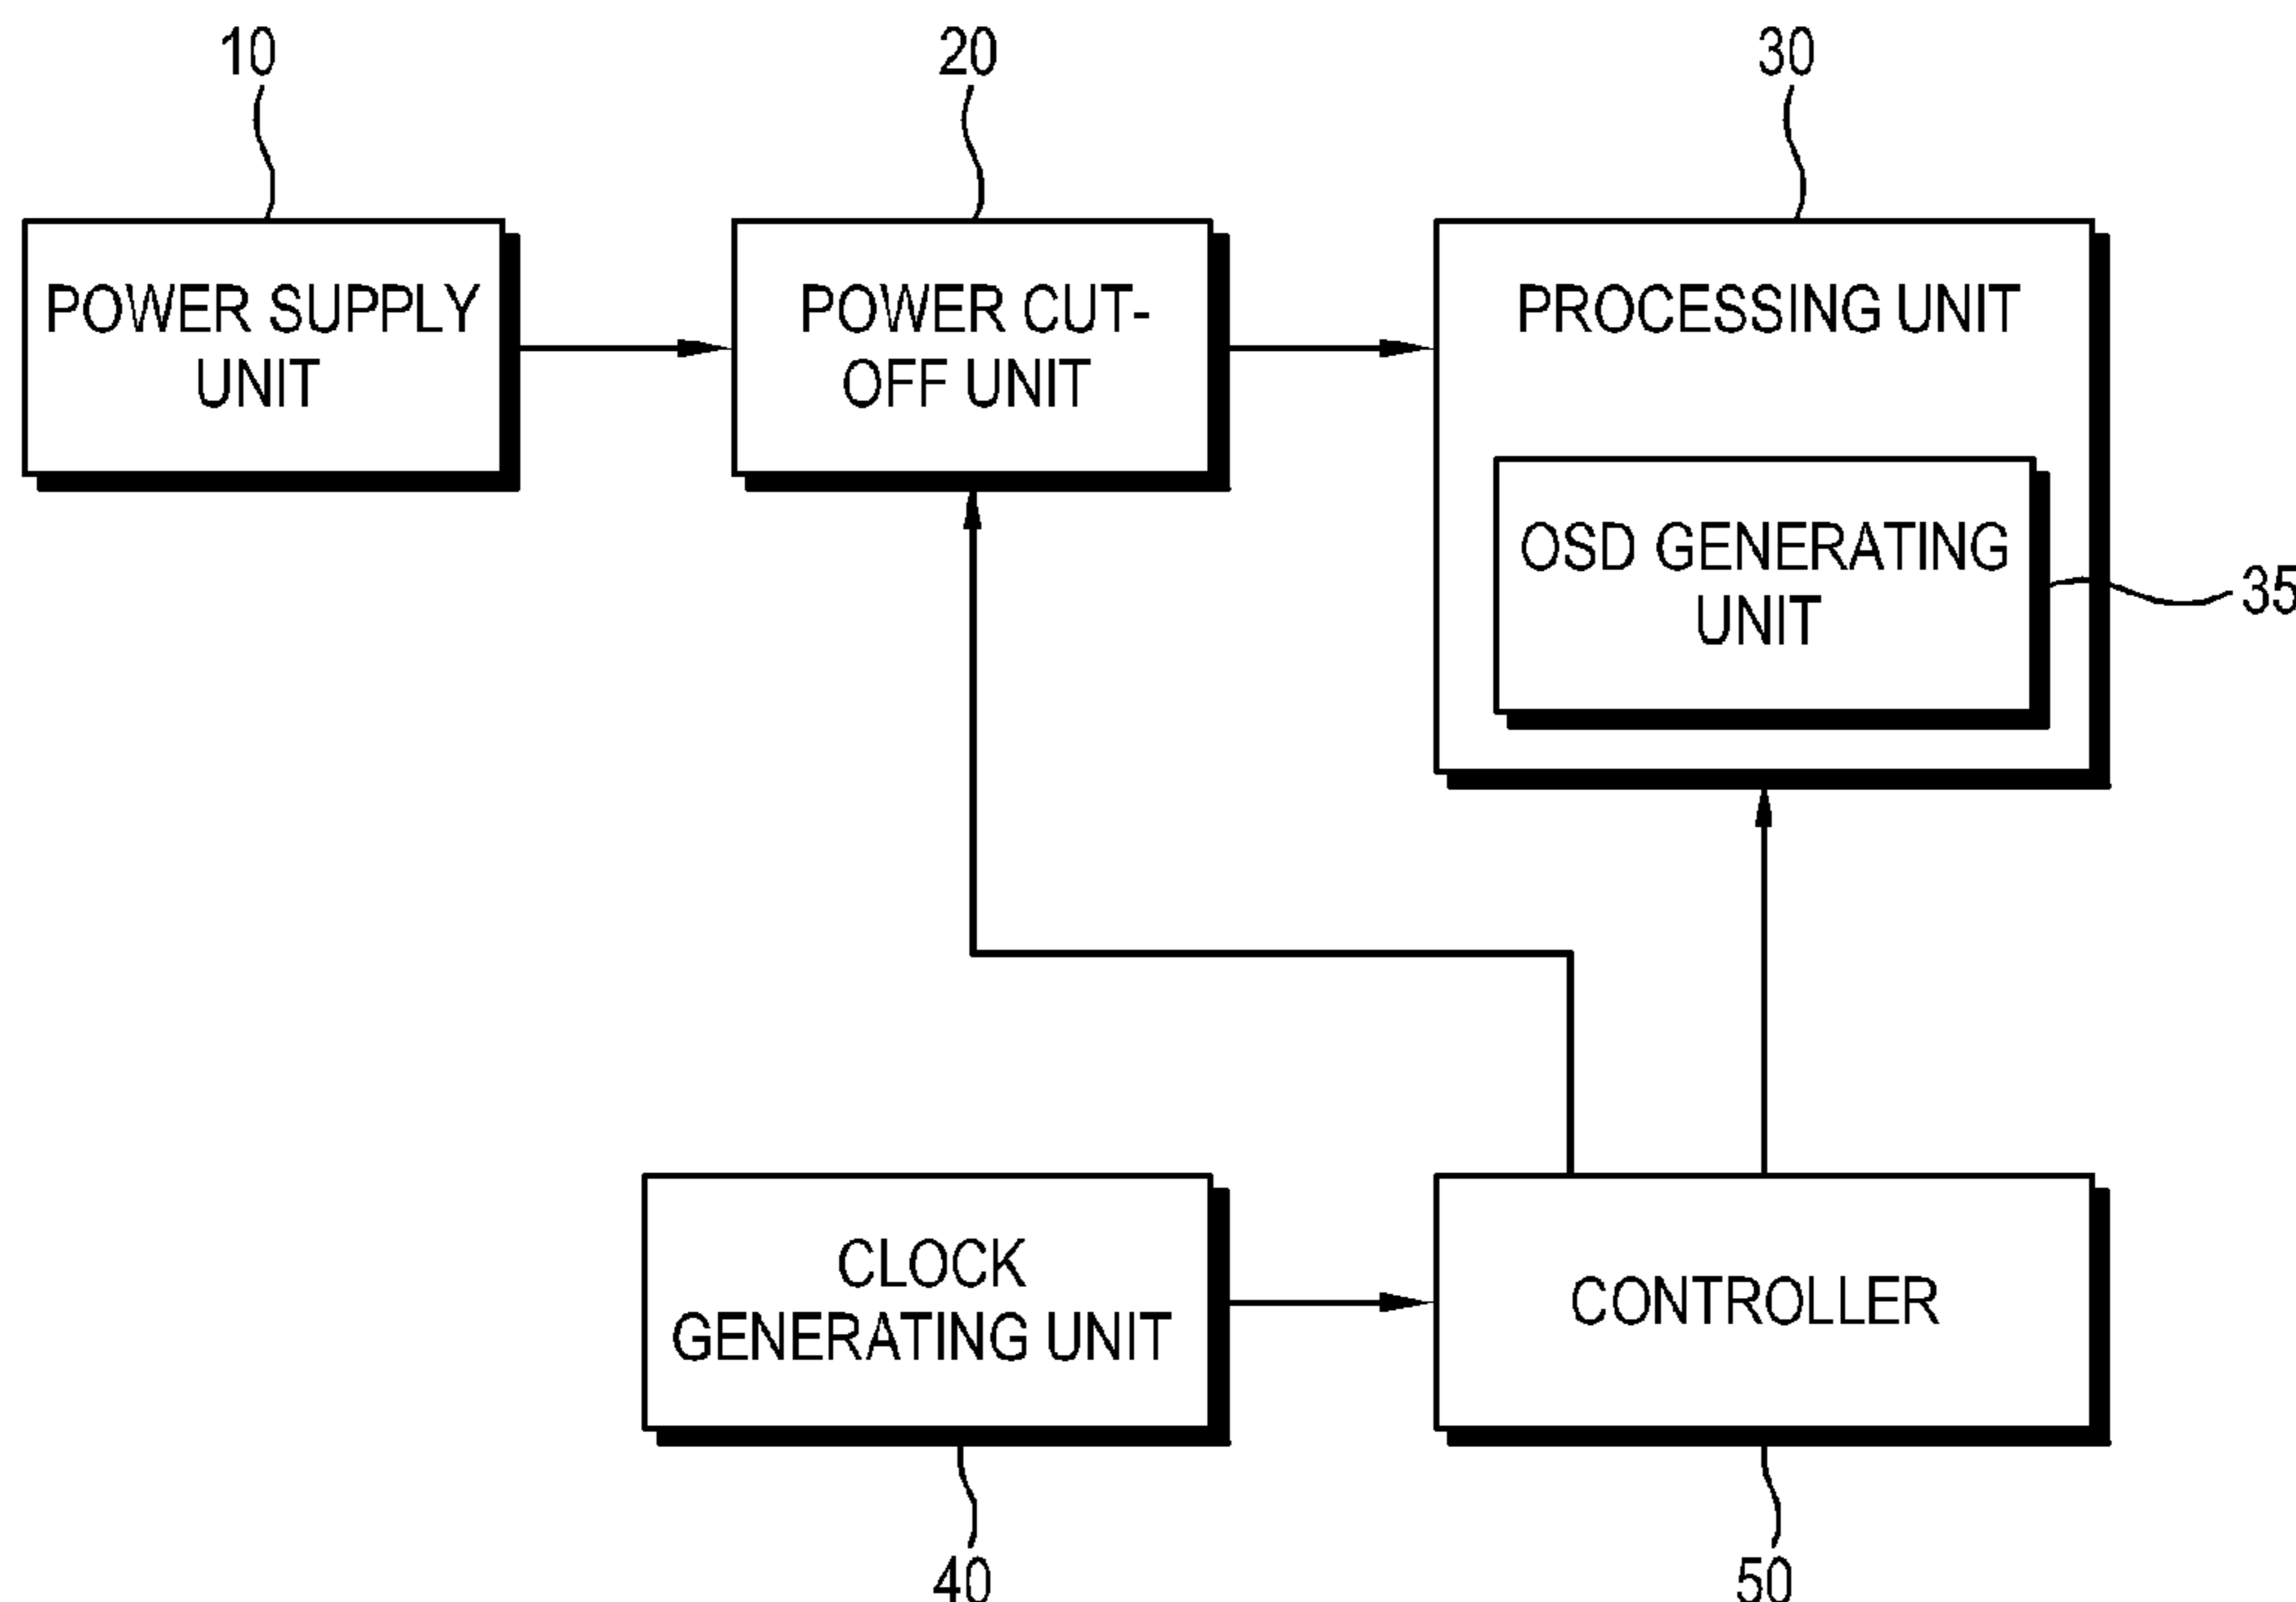 10
20
30
POWER SUPPLY
UNIT
POWER CUT-
OFF UNIT
PROCESSING UNIT
OSD GENERATING
UNIT
35
CLOCK
GENERATING UNIT
CONTROLLER
40
50